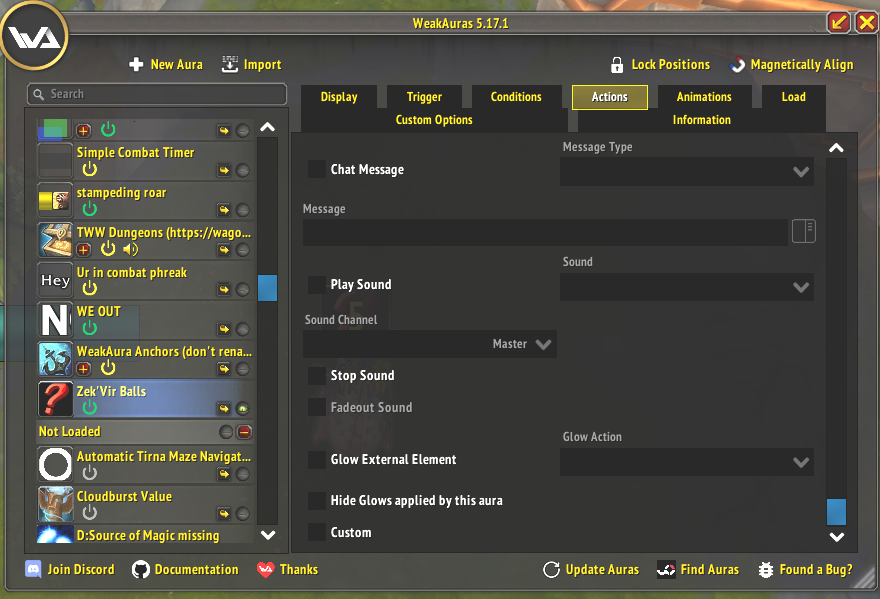 WeakAuras 5.17.1
New Aura
Import
Lock Positions
Magnetically Align
Search
Display
Trigger
Conditions
Actions
Animations
Load
Custom Options
Information
Simple Combat Timer
stampeding roar
TWW Dungeons (https://wago...
Hey
Ur in combat phreak
N
WE OUT
WeakAura Anchors (don't rena...
Zek'Vir Balls
Not Loaded
Automatic Tirna Maze Navigat...
Cloudburst Value
D:Source of Magic missing
Message Type
Chat Message
Message
Sound
Play Sound
Sound Channel
Master
Stop Sound
Fadeout Sound
Glow Action
Glow External Element
Hide Glows applied by this aura
Custom
Join Discord
Documentation
Thanks
Update Auras
Find Auras
Found a Bug?